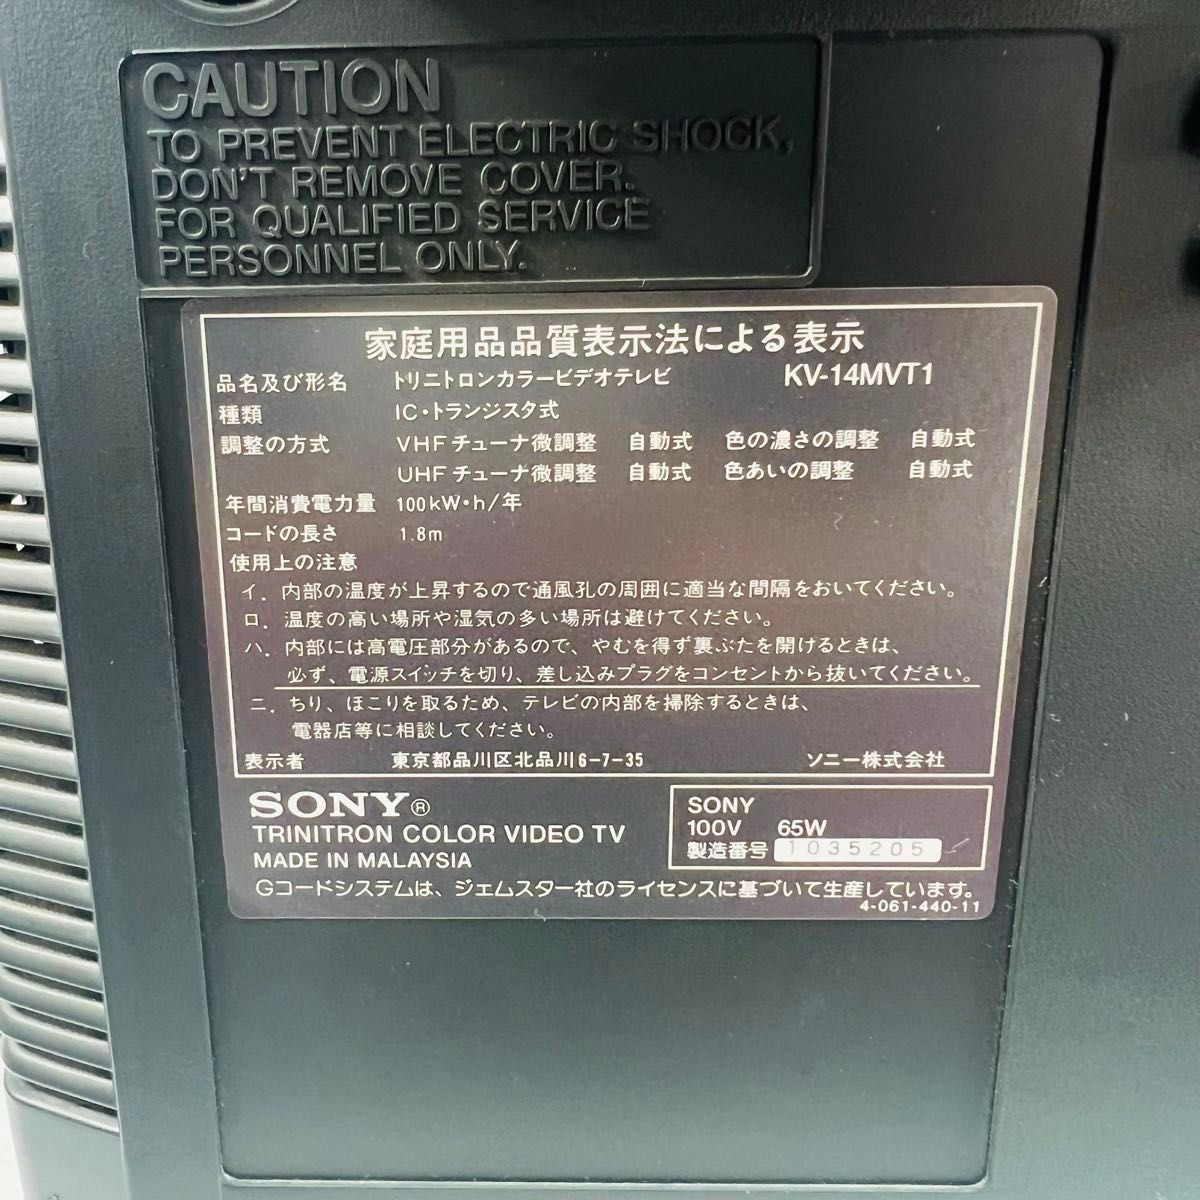 CAUTION
TO PREVENT ELECTRIC SHOCK,
DON'T REMOVE COVER.
FOR QUALIFIED SERVICE
PERSONNEL ONLY.
家庭用品品質表示法による表示
品名及び形名 トリニトロンカラービデオテレビ KV-14MVT1
種類 IC・トランジスタ式
調整の方式 VHFチューナ微調整 自動式 色の濃さの調整 自動式
UHFチューナ微調整 自動式 色あいの調整 自動式
年間消費電力量 100kW・h/年
コードの長さ 1.8m
使用上の注意
イ．内部の温度が上昇するので通風孔の周囲に適当な間隔をおいてください。
ロ．温度の高い場所や湿気の多い場所は避けてください。
ハ．内部には高電圧部分があるので、やむを得ず裏ぶたを開けるときは、
必ず、電源スイッチを切り、差し込みプラグをコンセントから抜いてください。
ニ．ちり、ほこりを取るため、テレビの内部を掃除するときは、
電器店等に相談してください。
表示者 東京都品川区北品川6-7-35 ソニー株式会社
SONY®
TRINITRON COLOR VIDEO TV
MADE IN MALAYSIA
SONY
100V 65W
製造番号 1035205
Gコードシステムは、ジェムスター社のライセンスに基づいて生産しています。
4-061-440-11